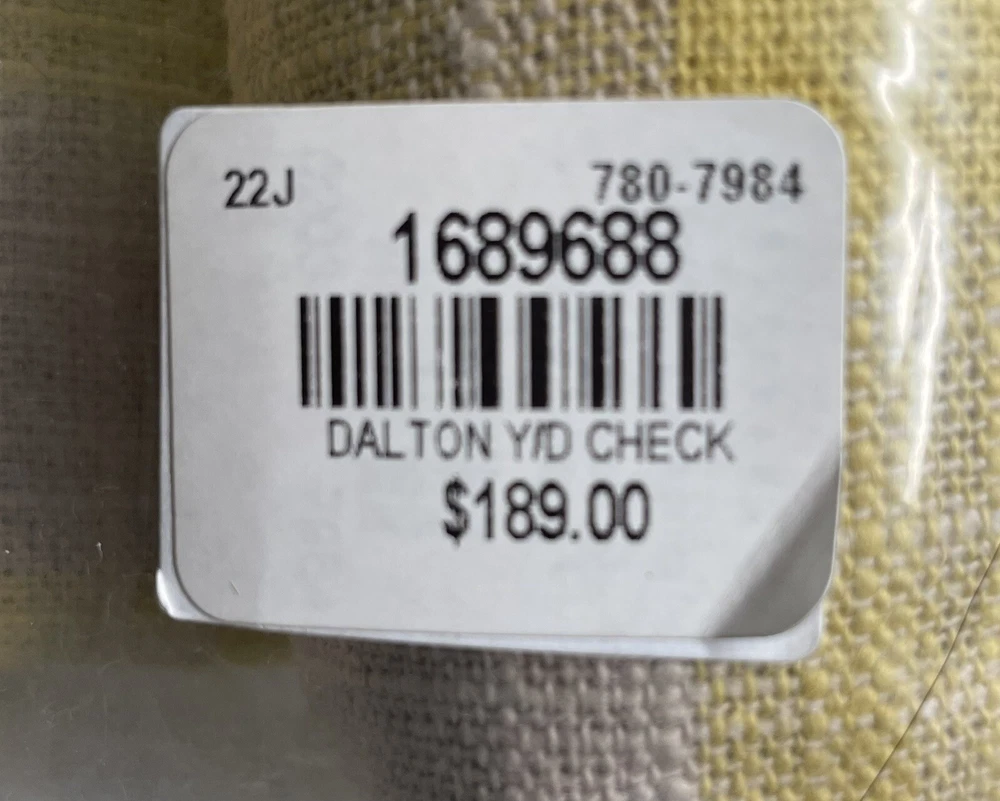 22J 780-7984
1689688
DALTON Y/D CHECK
$189.00